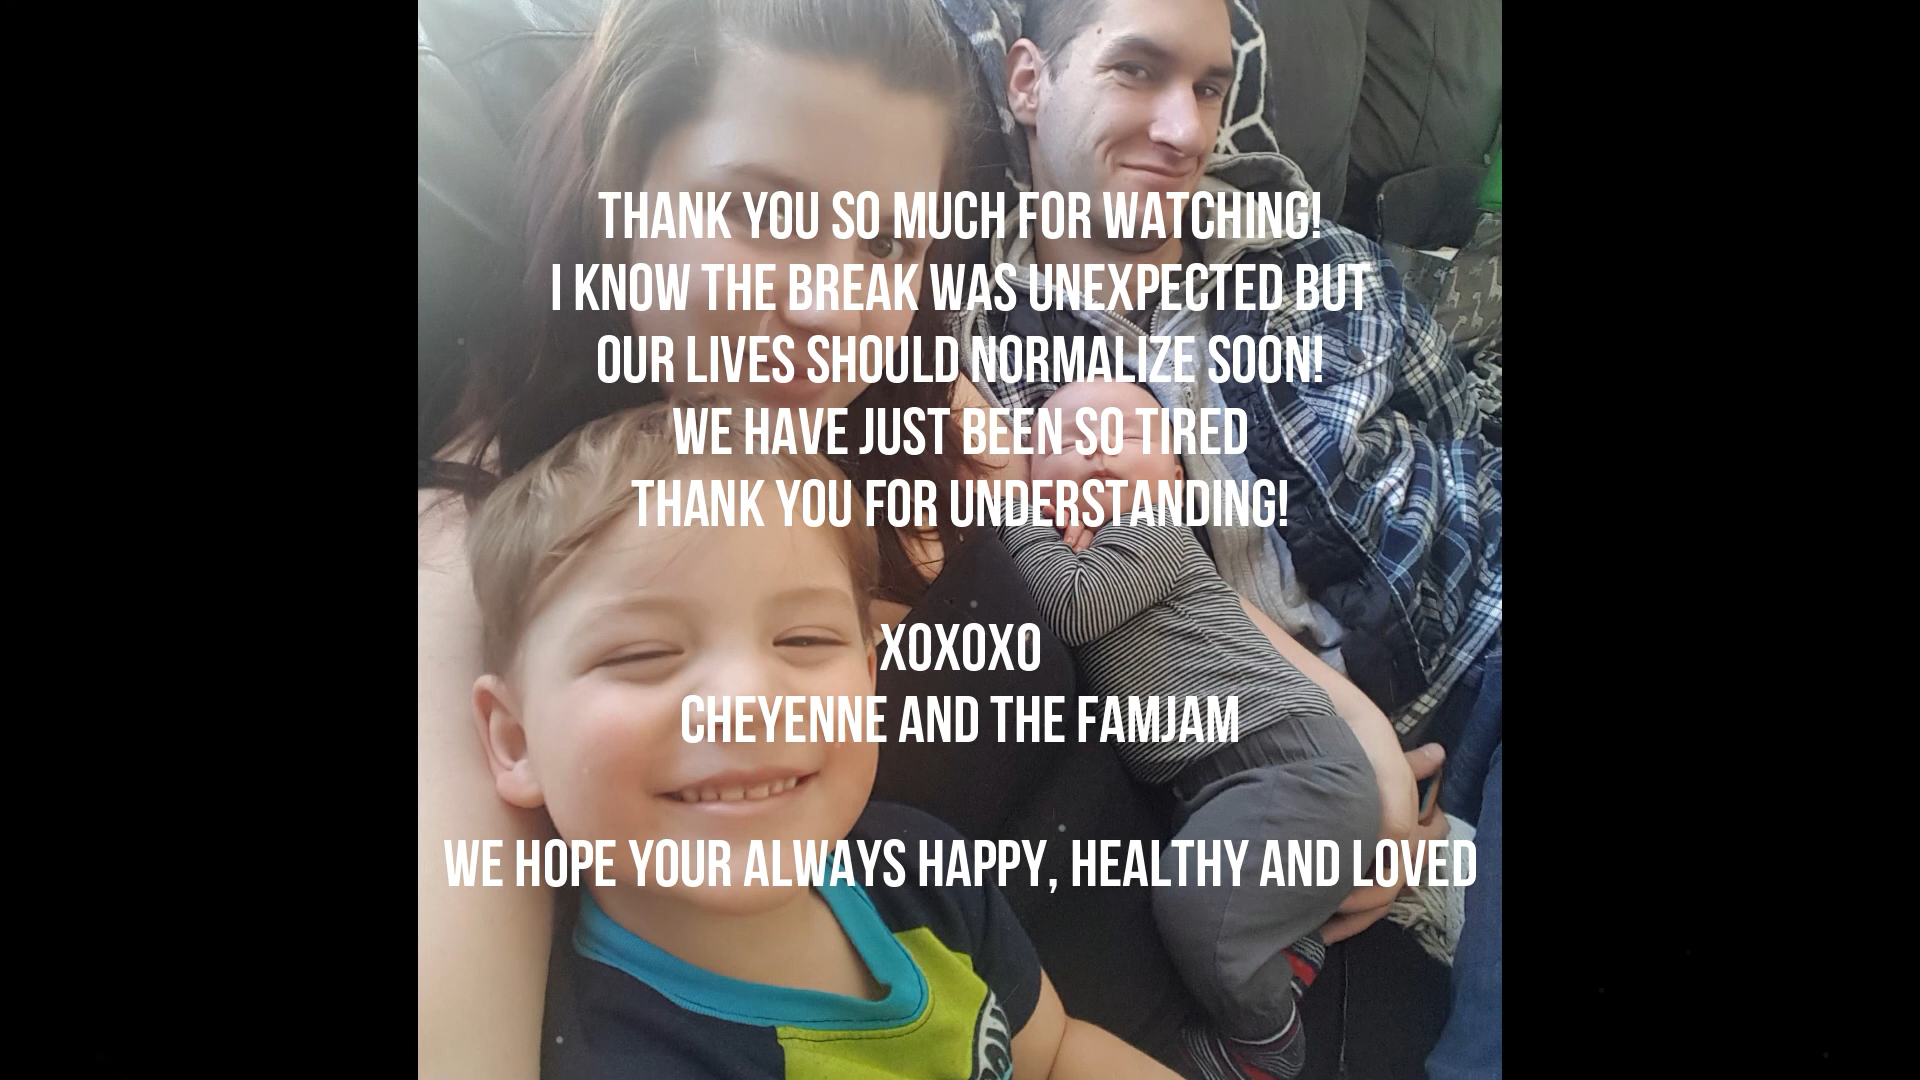 THANK YOU SO MUCH FOR WATCHING!
I KNOW THE BREAK WAS UNEXPECTED BUT
OUR LIVES SHOULD NORMALIZE SOON!
WE HAVE JUST BEEN SO TIRED
THANK YOU FOR UNDERSTANDING!
XOXOXO
CHEYENNE AND THE FAMJAM
WE HOPE YOUR ALWAYS HAPPY, HEALTHY AND LOVED